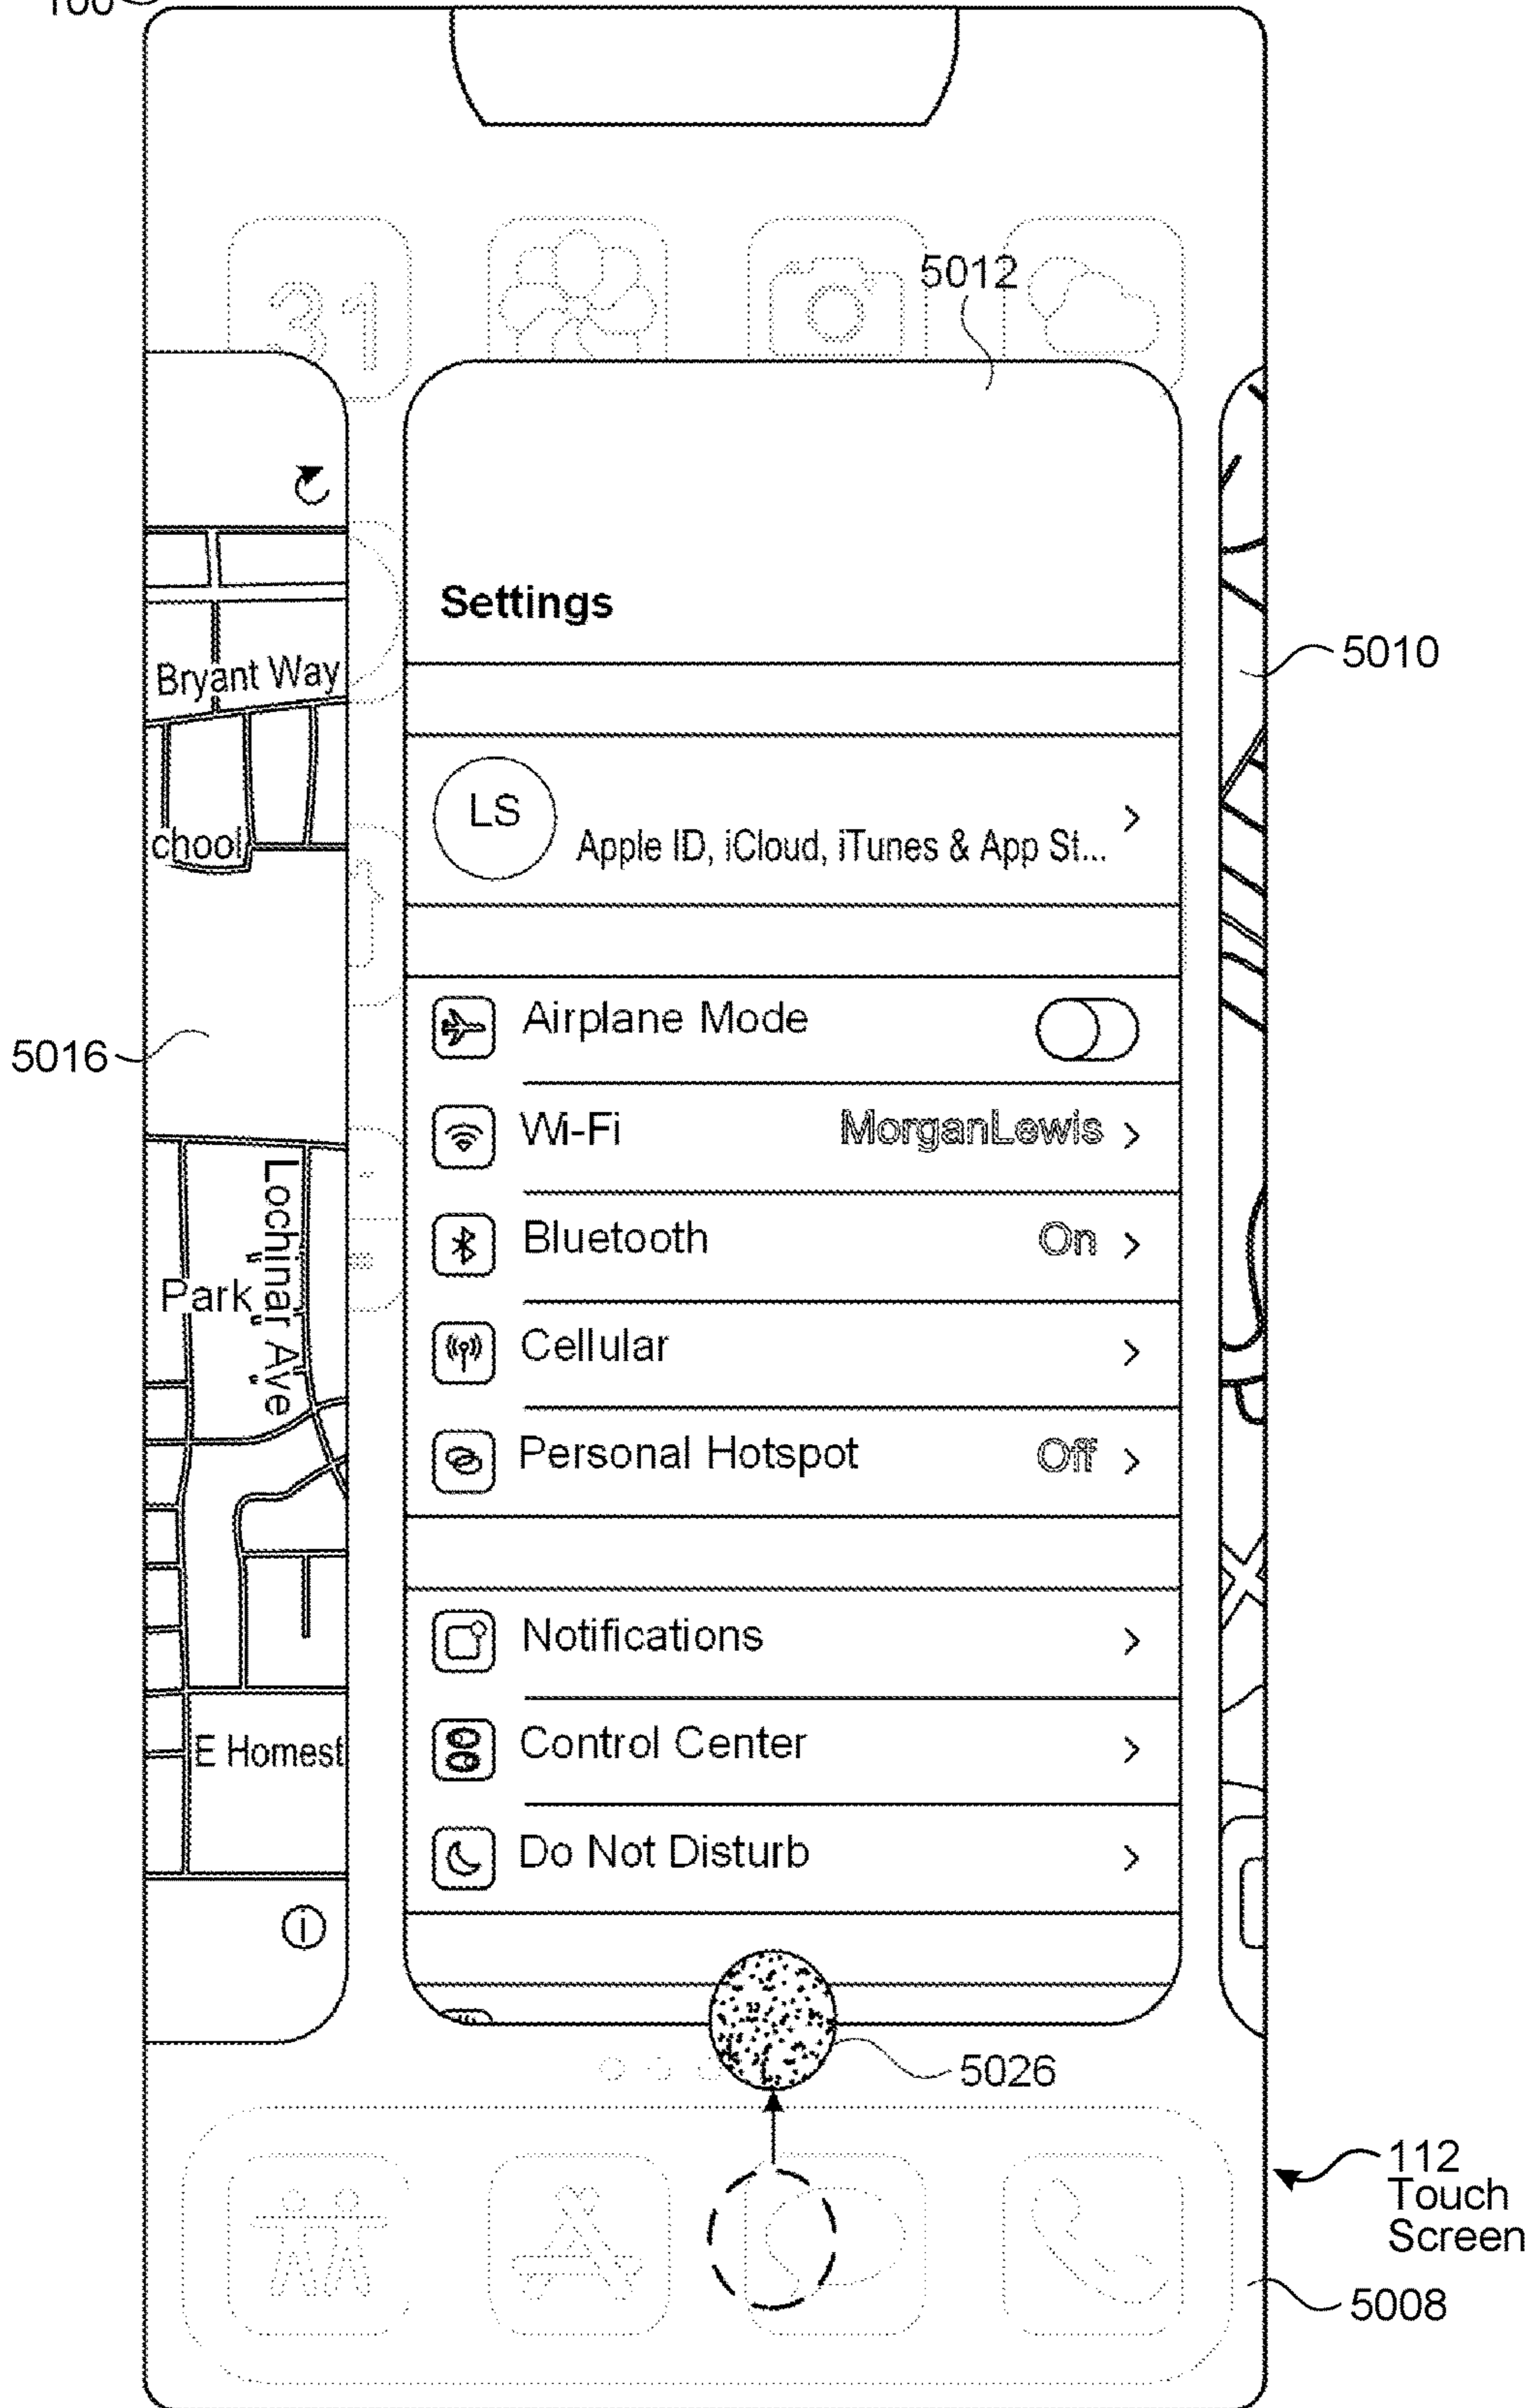 100
31
5012
Settings
Bryant Way
5010
LS
Apple ID, iCloud, iTunes & App St...
chool
Airplane Mode
5016
Wi-Fi MorganLewis
Lochinar Ave
Bluetooth On
Park
Cellular
Personal Hotspot Off
Notifications
Control Center
E Homest
Do Not Disturb
i
5026
112
Touch
Screen
5008